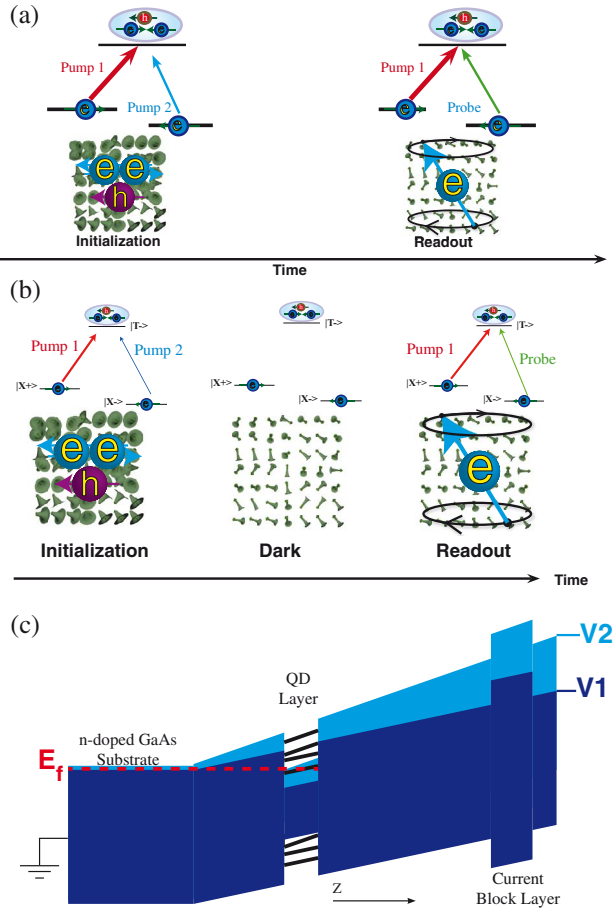 (a)
h
e e
Pump 1
Pump 2
e
e
e e
h
Initialization
h
e e
Pump 1
Probe
e
e
e
Readout
Time
(b)
h
e e
|T->
Pump 1
Pump 2
|X+>
e
|X->
e
e e
h
Initialization
h
e e
|T->
|X+>
e
|X->
e
Dark
h
e e
|T->
Pump 1
Probe
|X+>
e
|X->
e
e
Readout
Time
(c)
V2
QD
Layer
V1
n-doped GaAs
Substrate
Ef
Z
Current
Block Layer